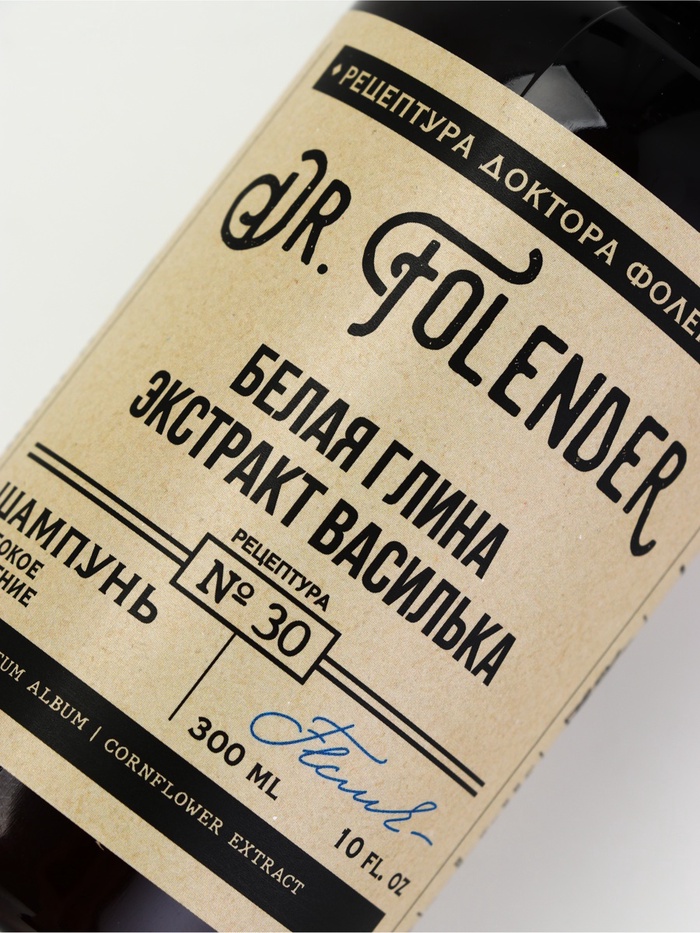 РЕЦЕПТУРА ДОКТОРА
DR. FOLENDER
БЕЛАЯ ГЛИНА
ЭКСТРАКТ ВАСИЛЬКА
ШАМПУНЬ
РЕЦЕПТУРА
№ 30
300 ML
10 FL. OZ
ALBUM | CORNFLOWER EXTRACT